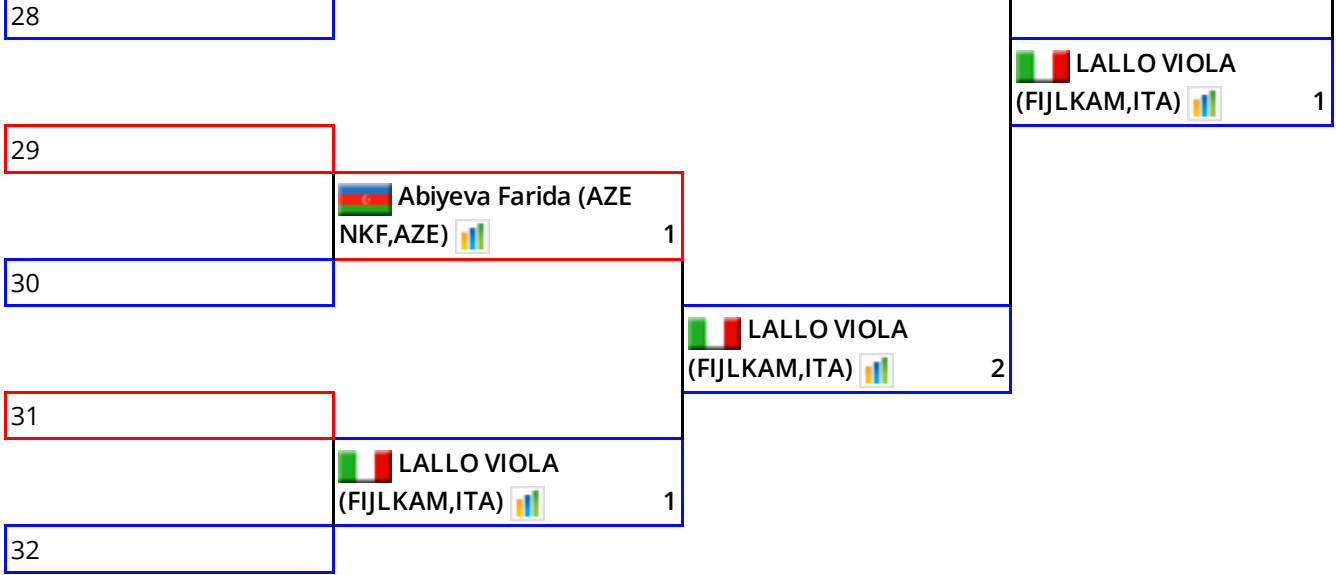 28
LALLO VIOLA
(FIJLKAM,ITA) 1
29
Abiyeva Farida (AZE
NKF,AZE) 1
30
LALLO VIOLA
(FIJLKAM,ITA) 2
31
LALLO VIOLA
(FIJLKAM,ITA) 1
32